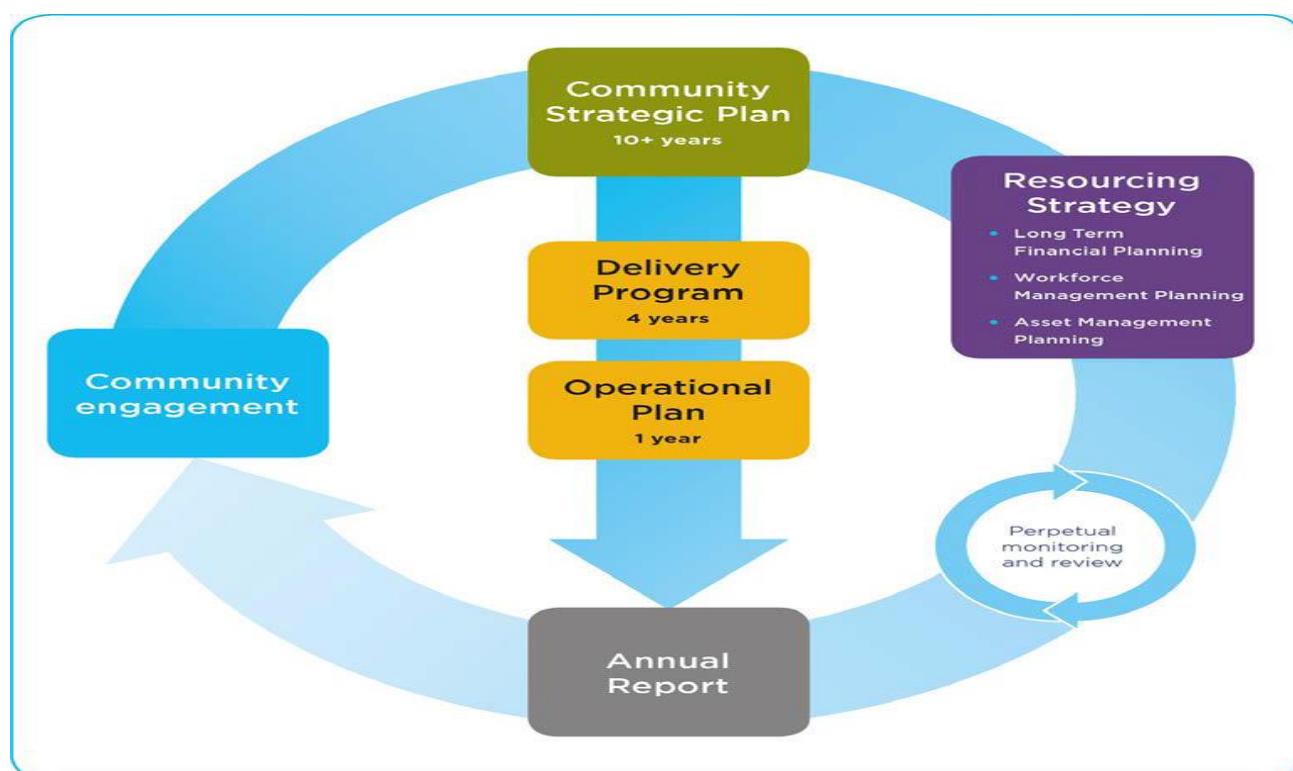 Community
Strategic Plan
10+ years
Resourcing
Strategy
• Long Term
Financial Planning
• Workforce
Management Planning
• Asset Management
Planning
Delivery
Program
4 years
Community
engagement
Operational
Plan
1 year
Perpetual
monitoring
and review
Annual
Report